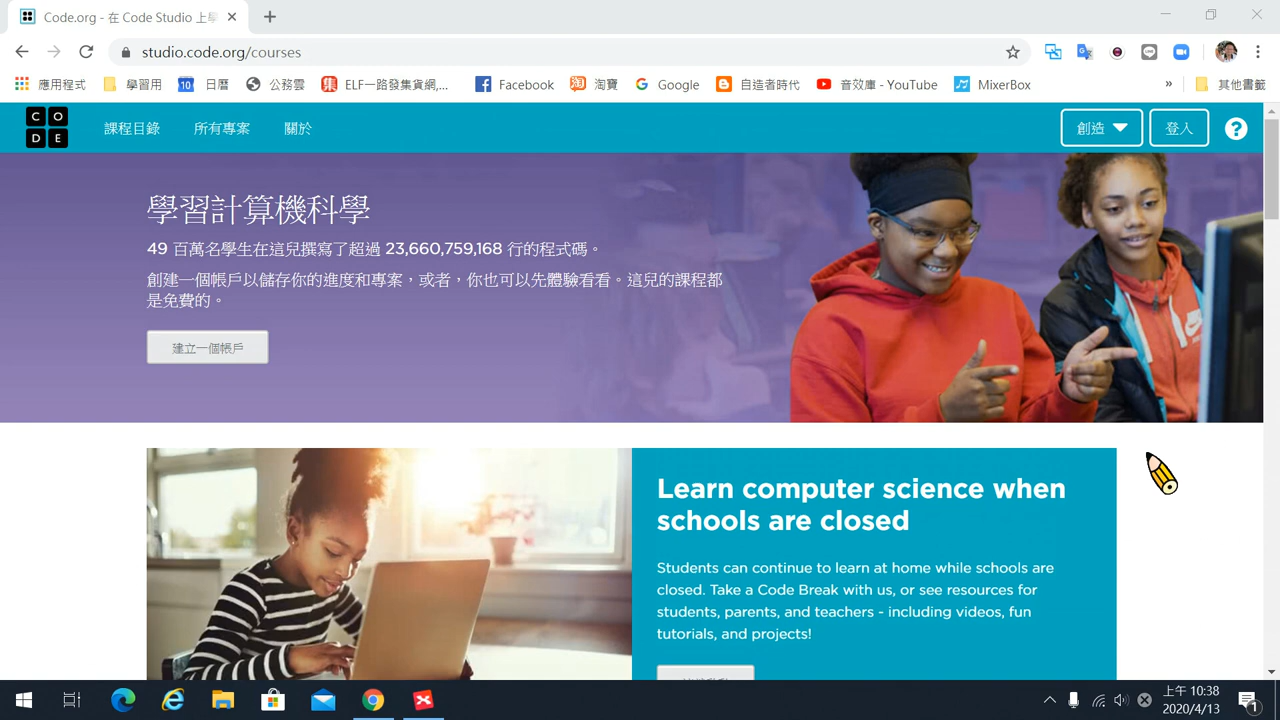 Code.org - 在 Code Studio 上學
studio.code.org/courses
應用程式 學習用 10 日曆 公務雲 集 ELF一路發集貨網,... Facebook 淘 淘寶 Google 自造者時代 音效庫 - YouTube MixerBox » 其他書籤
CODE
課程目錄 所有專案 關於 創造 登入 ?
學習計算機科學
49 百萬名學生在這兒撰寫了超過 23,660,759,168 行的程式碼。
創建一個帳戶以儲存你的進度和專案，或者，你也可以先體驗看看。這兒的課程都
是免費的。
建立一個帳戶
Learn computer science when
schools are closed
Students can continue to learn at home while schools are
closed. Take a Code Break with us, or see resources for
students, parents, and teachers - including videos, fun
tutorials, and projects!
上午 10:38
2020/4/13
1